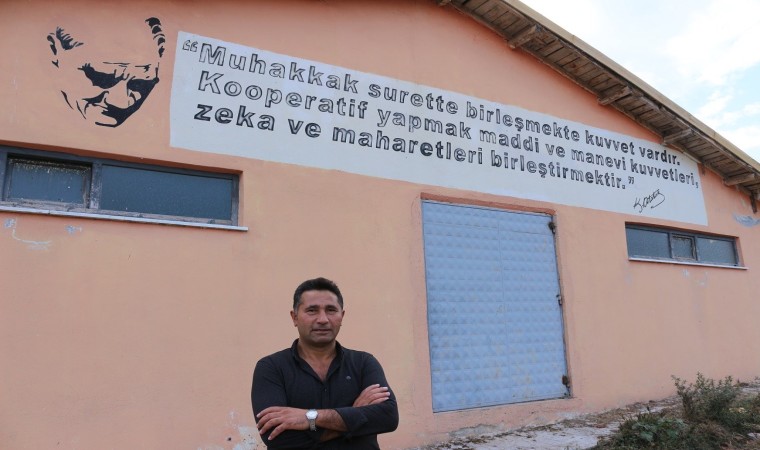 “Muhakkak surette birleşmekte kuvvet vardır.
Kooperatif yapmak maddi ve manevi kuvvetleri,
zeka ve maharetleri birleştirmektir.”